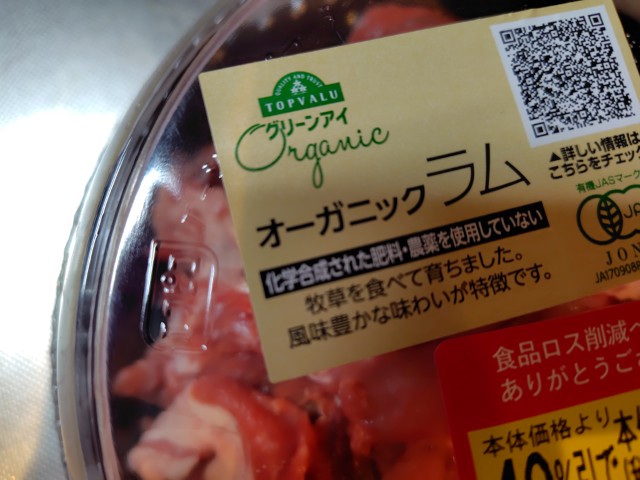 QUALITY AND TRUST
TOPVALU
グリーンアイ
Organic
オーガニック ラム
化学合成された肥料・農薬を使用していない
牧草を食べて育ちました。
風味豊かな味わいが特徴です。
▲詳しい情報は
こちらをチェック
有機JASマーク
JA
JON
食品ロス削減
ありがとうご
本体価格より
%引で